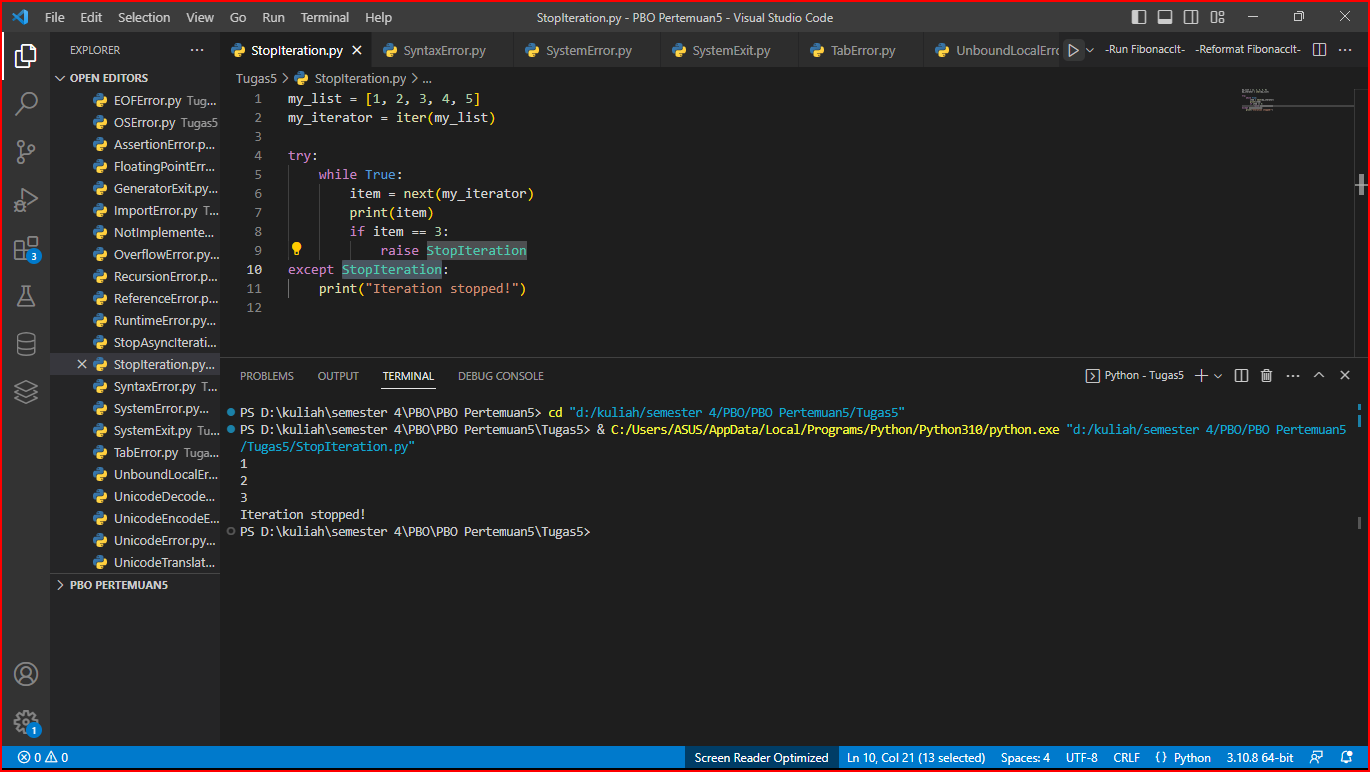 File Edit Selection View Go Run Terminal Help StopIteration.py - PBO Pertemuan5 - Visual Studio Code
EXPLORER
StopIteration.py SyntaxError.py SystemError.py SystemExit.py TabError.py UnboundLocalErro -Run Fibonaccit- -Reformat Fibonaccit-
OPEN EDITORS
EOFError.py Tug...
OSError.py Tugas5
AssertionError.p...
FloatingPointErr...
GeneratorExit.py...
ImportError.py T...
NotImplemente...
OverflowError.py...
RecursionError.p...
ReferenceError.p...
RuntimeError.py...
StopAsyncIterati...
StopIteration.py...
SyntaxError.py T...
SystemError.py...
SystemExit.py Tu...
TabError.py Tuga...
UnboundLocalEr...
UnicodeDecode...
UnicodeEncodeE...
UnicodeError.py...
UnicodeTranslat...
PBO PERTEMUAN5
3
1
Tugas5 > StopIteration.py > ...
1 my_list = [1, 2, 3, 4, 5]
2 my_iterator = iter(my_list)
3
4 try:
5 while True:
6 item = next(my_iterator)
7 print(item)
8 if item == 3:
9 raise StopIteration
10 except StopIteration:
11 print("Iteration stopped!")
12
PROBLEMS OUTPUT TERMINAL DEBUG CONSOLE Python - Tugas5
PS D:\kuliah\semester 4\PBO\PBO Pertemuan5> cd "d:/kuliah/semester 4/PBO/PBO Pertemuan5/Tugas5"
PS D:\kuliah\semester 4\PBO\PBO Pertemuan5\Tugas5> & C:/Users/ASUS/AppData/Local/Programs/Python/Python310/python.exe "d:/kuliah/semester 4/PBO/PBO Pertemuan5
/Tugas5/StopIteration.py"
1
2
3
Iteration stopped!
PS D:\kuliah\semester 4\PBO\PBO Pertemuan5\Tugas5>
0 0 Screen Reader Optimized Ln 10, Col 21 (13 selected) Spaces: 4 UTF-8 CRLF {} Python 3.10.8 64-bit